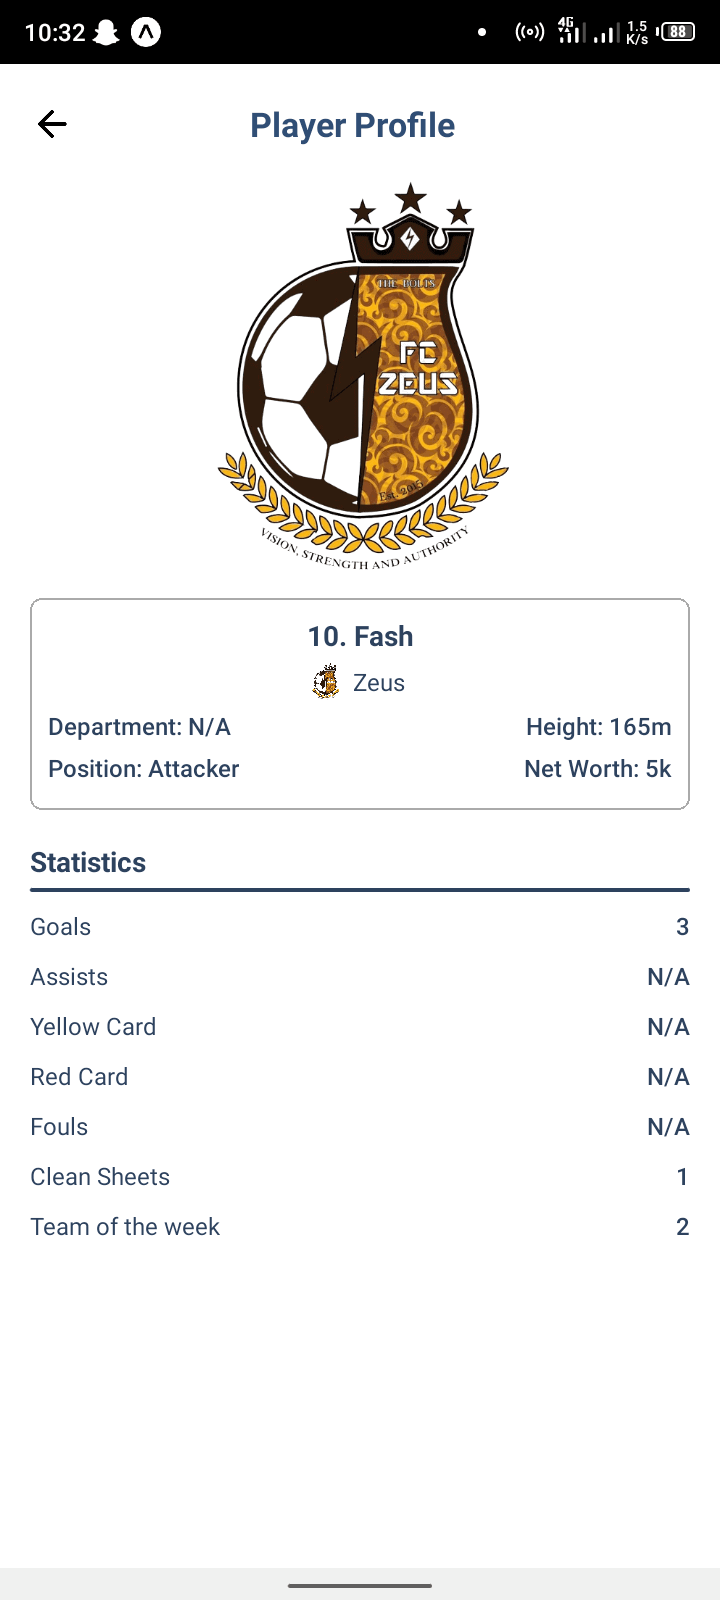 10:32
4G
1.5
K/s
88
Player Profile
THE BOLTS
FC
ZEUS
Est. 2015
VISION, STRENGTH AND AUTHORITY
10. Fash
Zeus
Department: N/A
Height: 165m
Position: Attacker
Net Worth: 5k
Statistics
Goals 3
Assists N/A
Yellow Card N/A
Red Card N/A
Fouls N/A
Clean Sheets 1
Team of the week 2